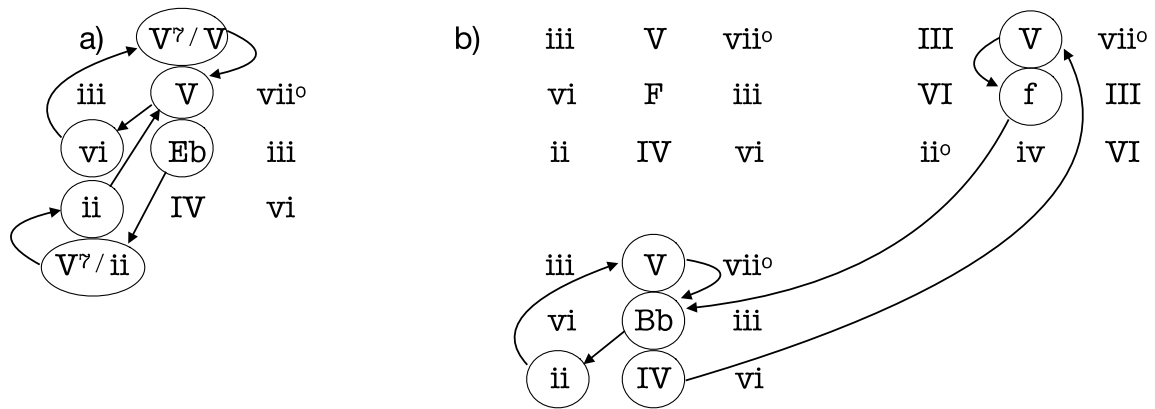 a)
V⁷/V
iii V vii°
vi Eb iii
ii IV vi
V⁷/ii
b)
iii V vii°
vi F iii
ii IV vi
III V vii°
VI f III
ii° iv VI
iii V vii°
vi Bb iii
ii IV vi